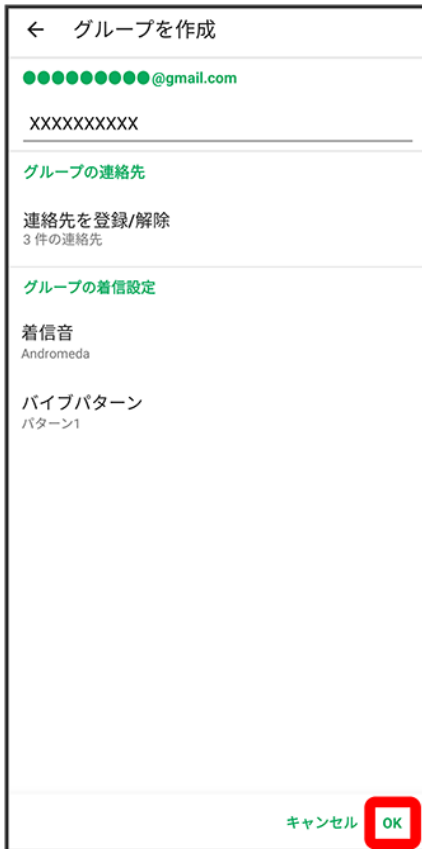 ← グループを作成
●●●●●●●●●@gmail.com
XXXXXXXXXX
グループの連絡先
連絡先を登録/解除
3 件の連絡先
グループの着信設定
着信音
Andromeda
バイブパターン
パターン1
キャンセル OK